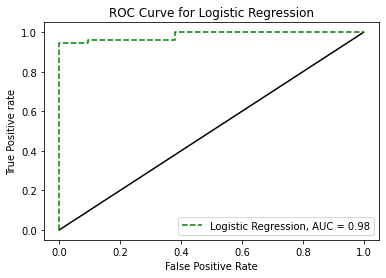 ROC Curve for Logistic Regression
True Positive rate
1.0
0.8
0.6
0.4
0.2
0.0
Logistic Regression, AUC = 0.98
0.0 0.2 0.4 0.6 0.8 1.0
False Positive Rate